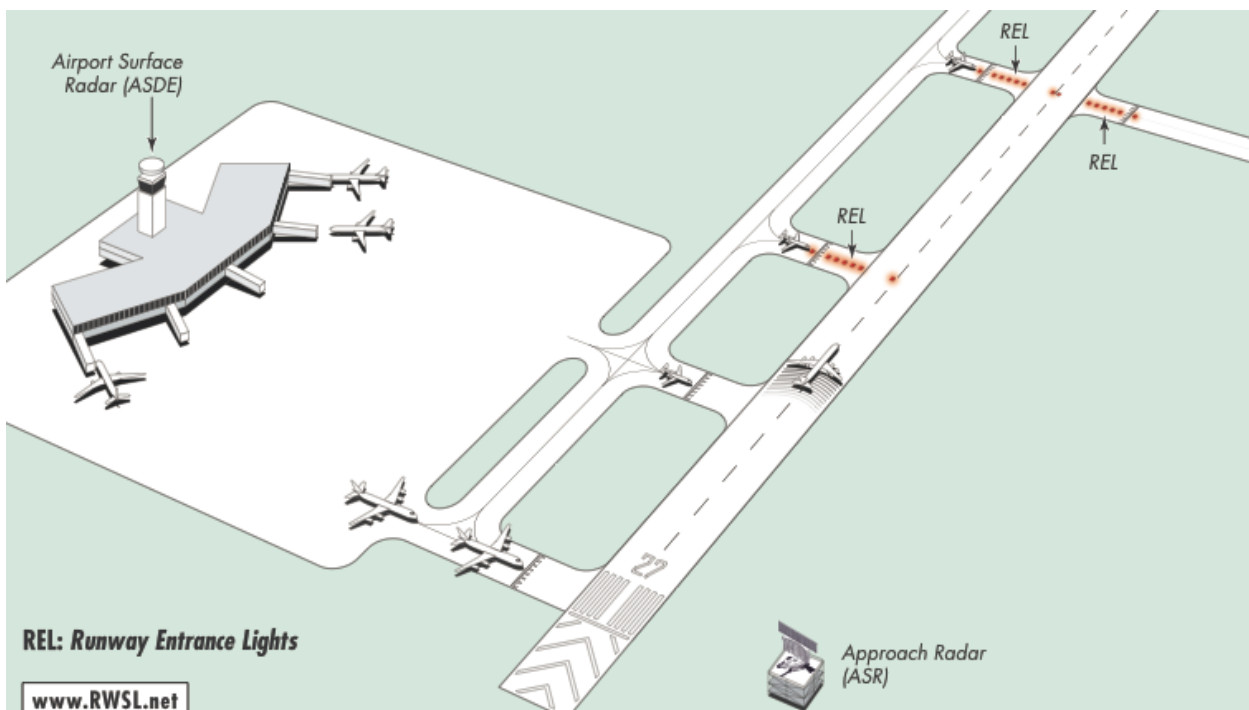 Airport Surface
Radar (ASDE)
REL
REL
REL
27
REL: Runway Entrance Lights
Approach Radar
(ASR)
www.RWSL.net